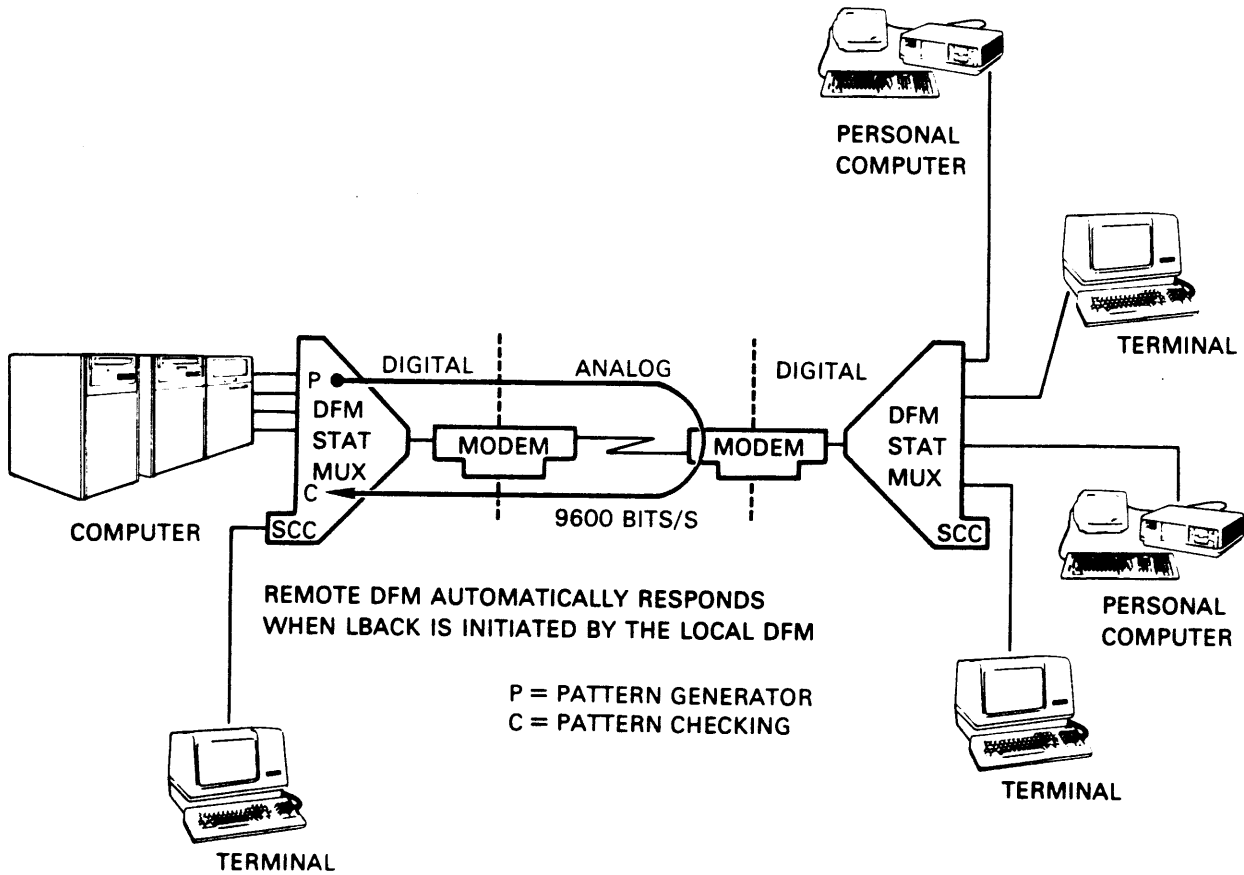 PERSONAL
COMPUTER
TERMINAL
DIGITAL
ANALOG
DIGITAL
P
DFM
STAT
MUX
C
MODEM
MODEM
DFM
STAT
MUX
COMPUTER
SCC
9600 BITS/S
SCC
REMOTE DFM AUTOMATICALLY RESPONDS
WHEN LBACK IS INITIATED BY THE LOCAL DFM
PERSONAL
COMPUTER
P = PATTERN GENERATOR
C = PATTERN CHECKING
TERMINAL
TERMINAL